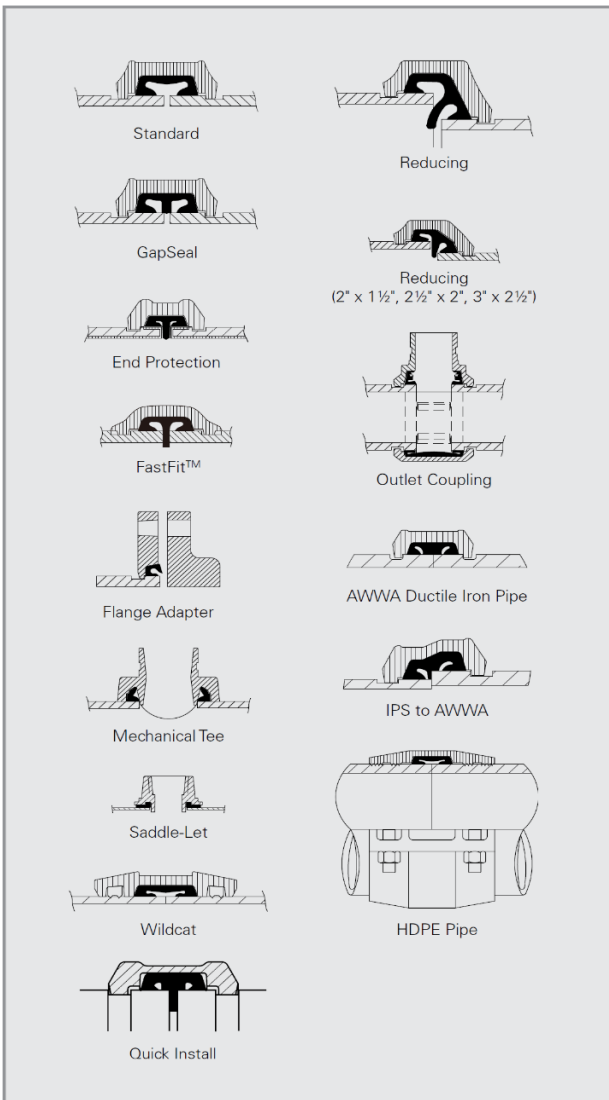 Standard
GapSeal
End Protection
FastFit™
Flange Adapter
Mechanical Tee
Saddle-Let
Wildcat
Quick Install
Reducing
Reducing
(2" x 1½", 2½" x 2", 3" x 2½")
Outlet Coupling
AWWA Ductile Iron Pipe
IPS to AWWA
HDPE Pipe